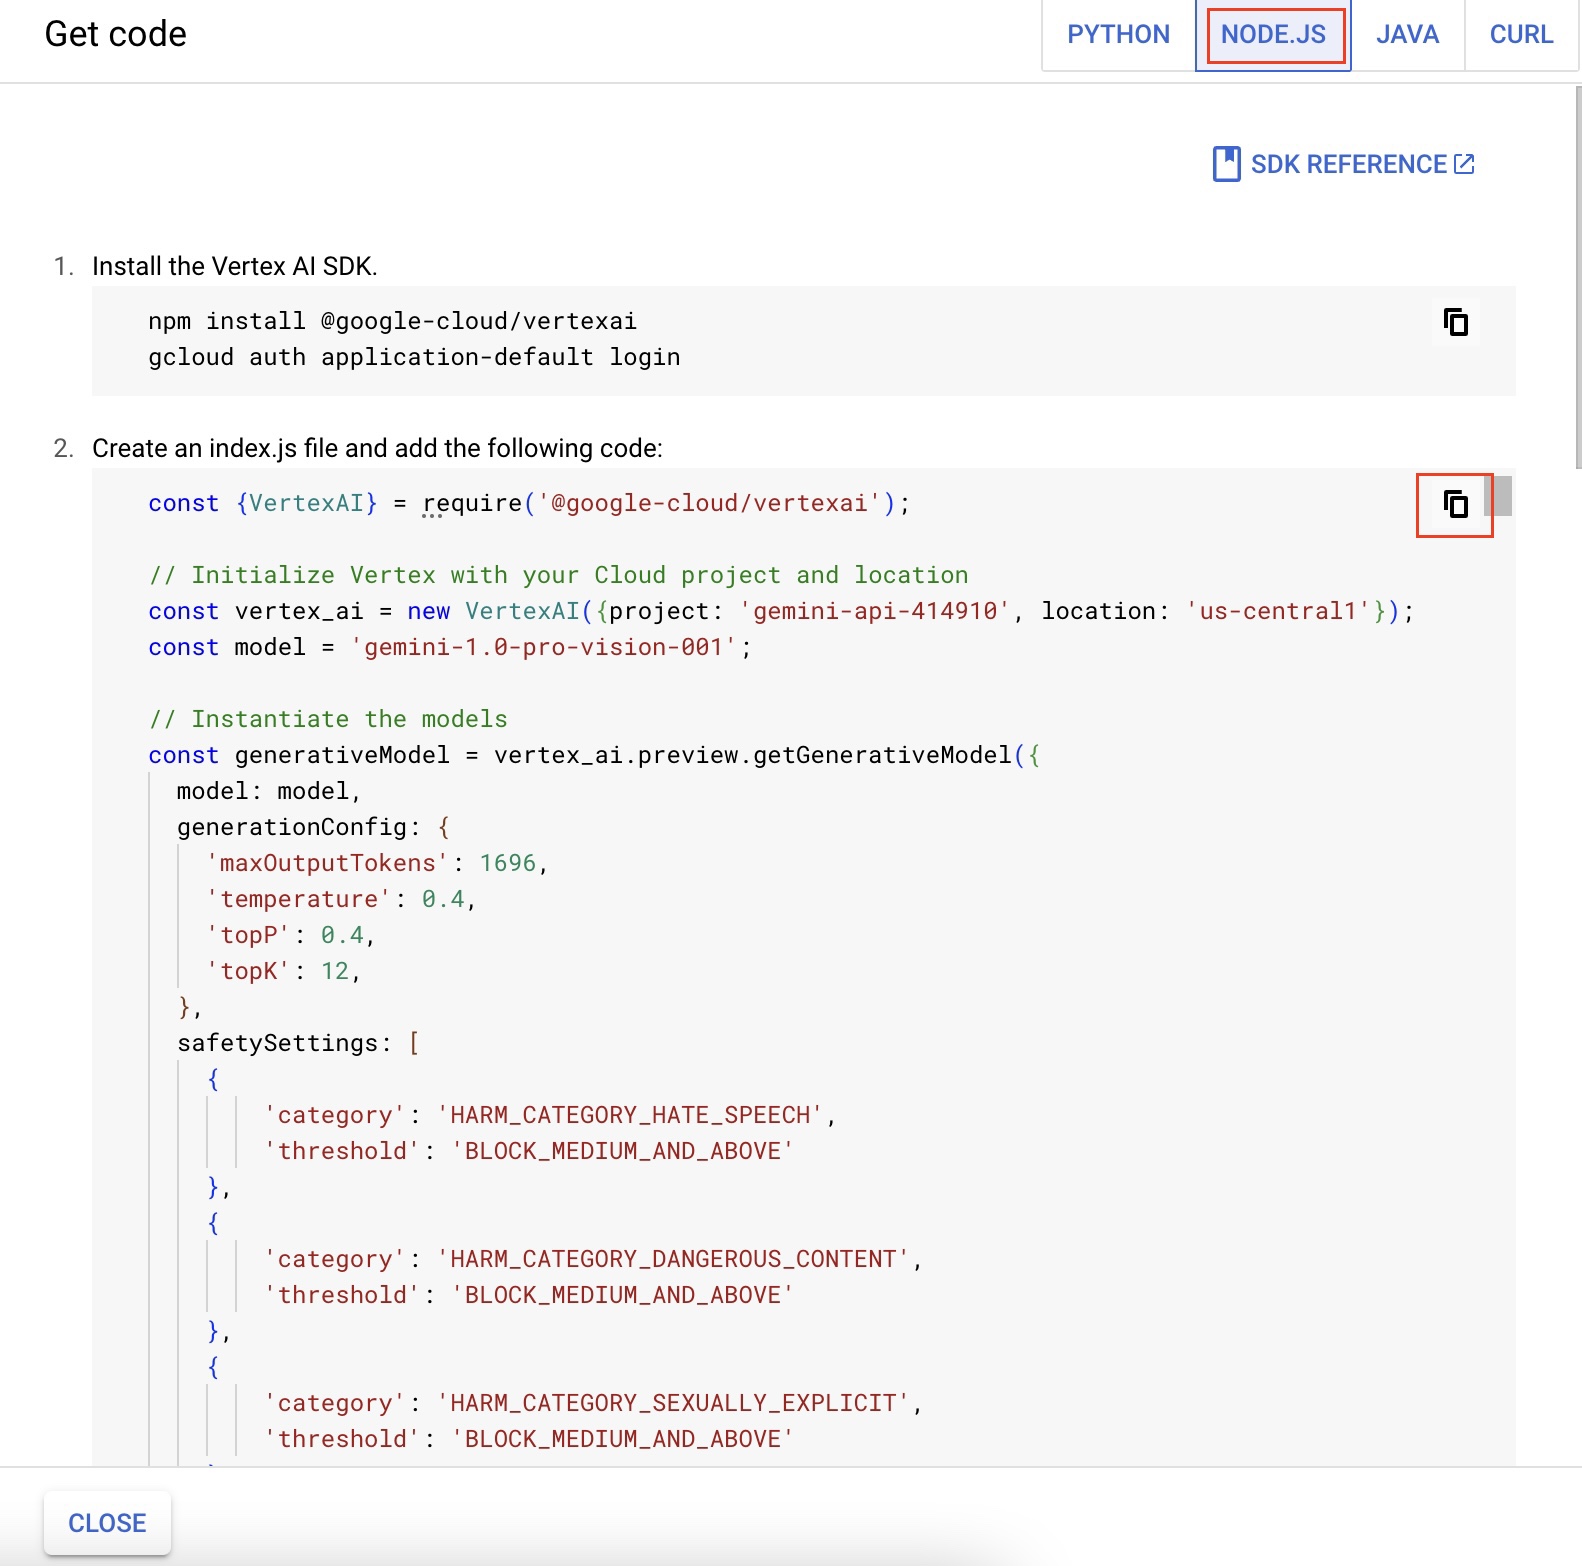 Get code
PYTHON
NODE.JS
JAVA
CURL
SDK REFERENCE
1. Install the Vertex AI SDK.
npm install @google-cloud/vertexai
gcloud auth application-default login
2. Create an index.js file and add the following code:
const {VertexAI} = require('@google-cloud/vertexai');
// Initialize Vertex with your Cloud project and location
const vertex_ai = new VertexAI({project: 'gemini-api-414910', location: 'us-central1'});
const model = 'gemini-1.0-pro-vision-001';
// Instantiate the models
const generativeModel = vertex_ai.preview.getGenerativeModel({
model: model,
generationConfig: {
'maxOutputTokens': 1696,
'temperature': 0.4,
'topP': 0.4,
'topK': 12,
},
safetySettings: [
{
'category': 'HARM_CATEGORY_HATE_SPEECH',
'threshold': 'BLOCK_MEDIUM_AND_ABOVE'
},
{
'category': 'HARM_CATEGORY_DANGEROUS_CONTENT',
'threshold': 'BLOCK_MEDIUM_AND_ABOVE'
},
{
'category': 'HARM_CATEGORY_SEXUALLY_EXPLICIT',
'threshold': 'BLOCK_MEDIUM_AND_ABOVE'
CLOSE